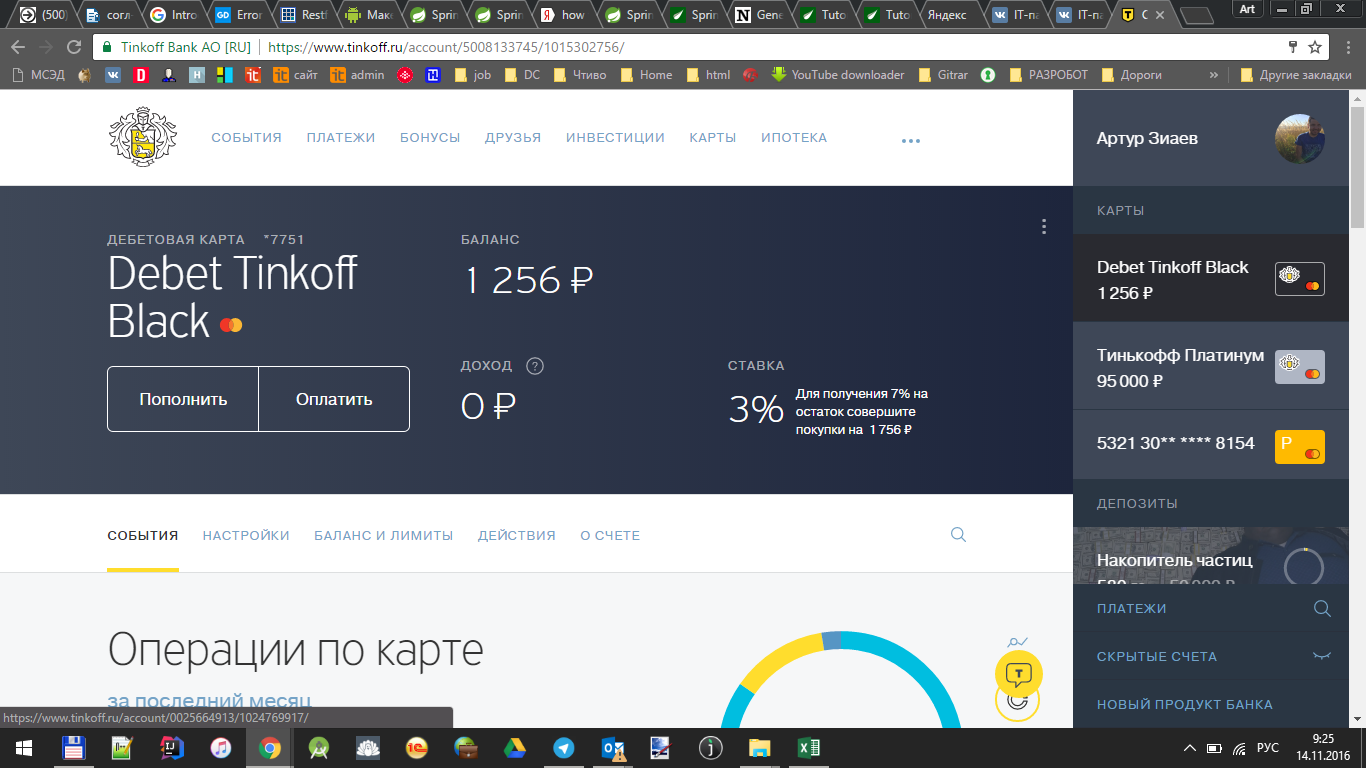 (500)
согл
Intro
Error
Restf
Маке
Sprin
Sprin
how
Sprin
Sprin
Gene
Tuto
Tuto
Яндекс
IT-па
IT-па
С
Art
Tinkoff Bank AO [RU]
https://www.tinkoff.ru/account/5008133745/1015302756/
МСЭД
сайт
admin
job
DC
Чтиво
Home
html
YouTube downloader
Gitrar
РАЗРОБОТ
Дороги
»
Другие закладки
СОБЫТИЯ
ПЛАТЕЖИ
БОНУСЫ
ДРУЗЬЯ
ИНВЕСТИЦИИ
КАРТЫ
ИПОТЕКА
Артур Зиаев
ДЕБЕТОВАЯ КАРТА *7751
Debet Tinkoff
Black
БАЛАНС
1 256 ₽
Пополнить
Оплатить
ДОХОД ?
0 ₽
СТАВКА
3%
Для получения 7% на
остаток совершите
покупки на 1 756 ₽
КАРТЫ
Debet Tinkoff Black
1 256 ₽
Тинькофф Платинум
95 000 ₽
5321 30** **** 8154
ДЕПОЗИТЫ
Накопитель частиц
ПЛАТЕЖИ
СКРЫТЫЕ СЧЕТА
НОВЫЙ ПРОДУКТ БАНКА
СОБЫТИЯ
НАСТРОЙКИ
БАЛАНС И ЛИМИТЫ
ДЕЙСТВИЯ
О СЧЕТЕ
Операции по карте
за последний месяц
https://www.tinkoff.ru/account/0025664913/1024769917/
РУС
9:25
14.11.2016